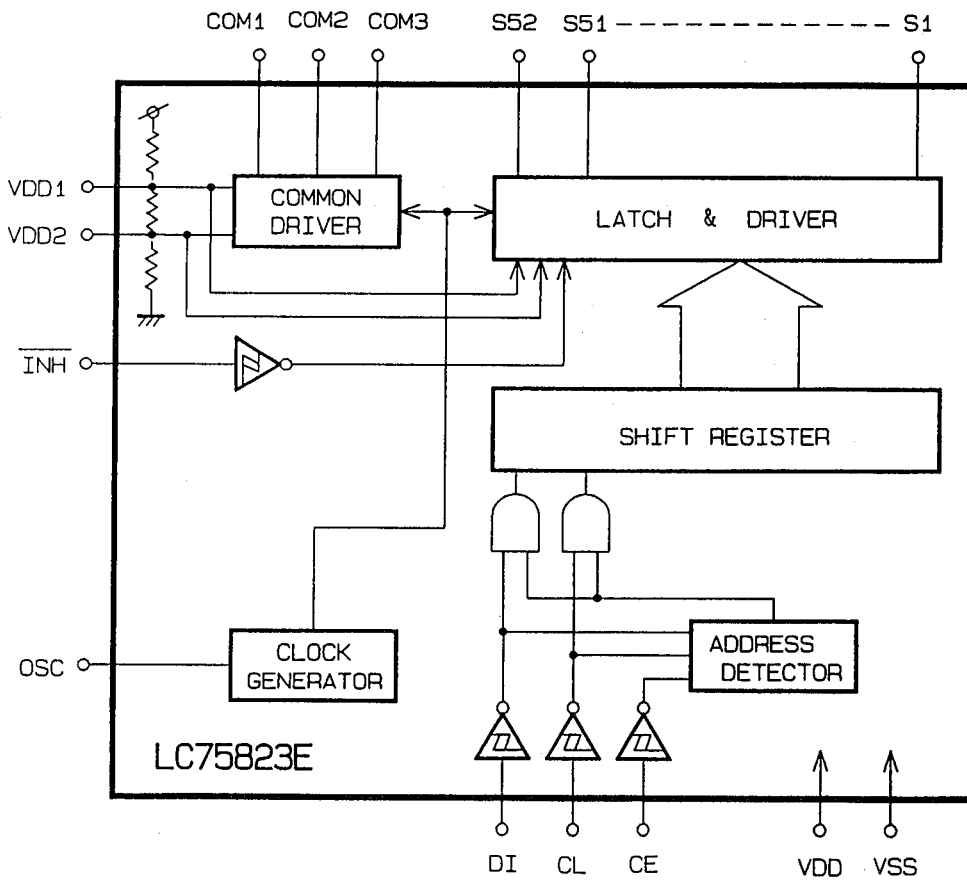 COM1 COM2 COM3 S52 S51 S1
VDD1
COMMON
DRIVER
LATCH & DRIVER
VDD2
INH
SHIFT REGISTER
OSC
CLOCK
GENERATOR
ADDRESS
DETECTOR
LC75823E
DI CL CE VDD VSS